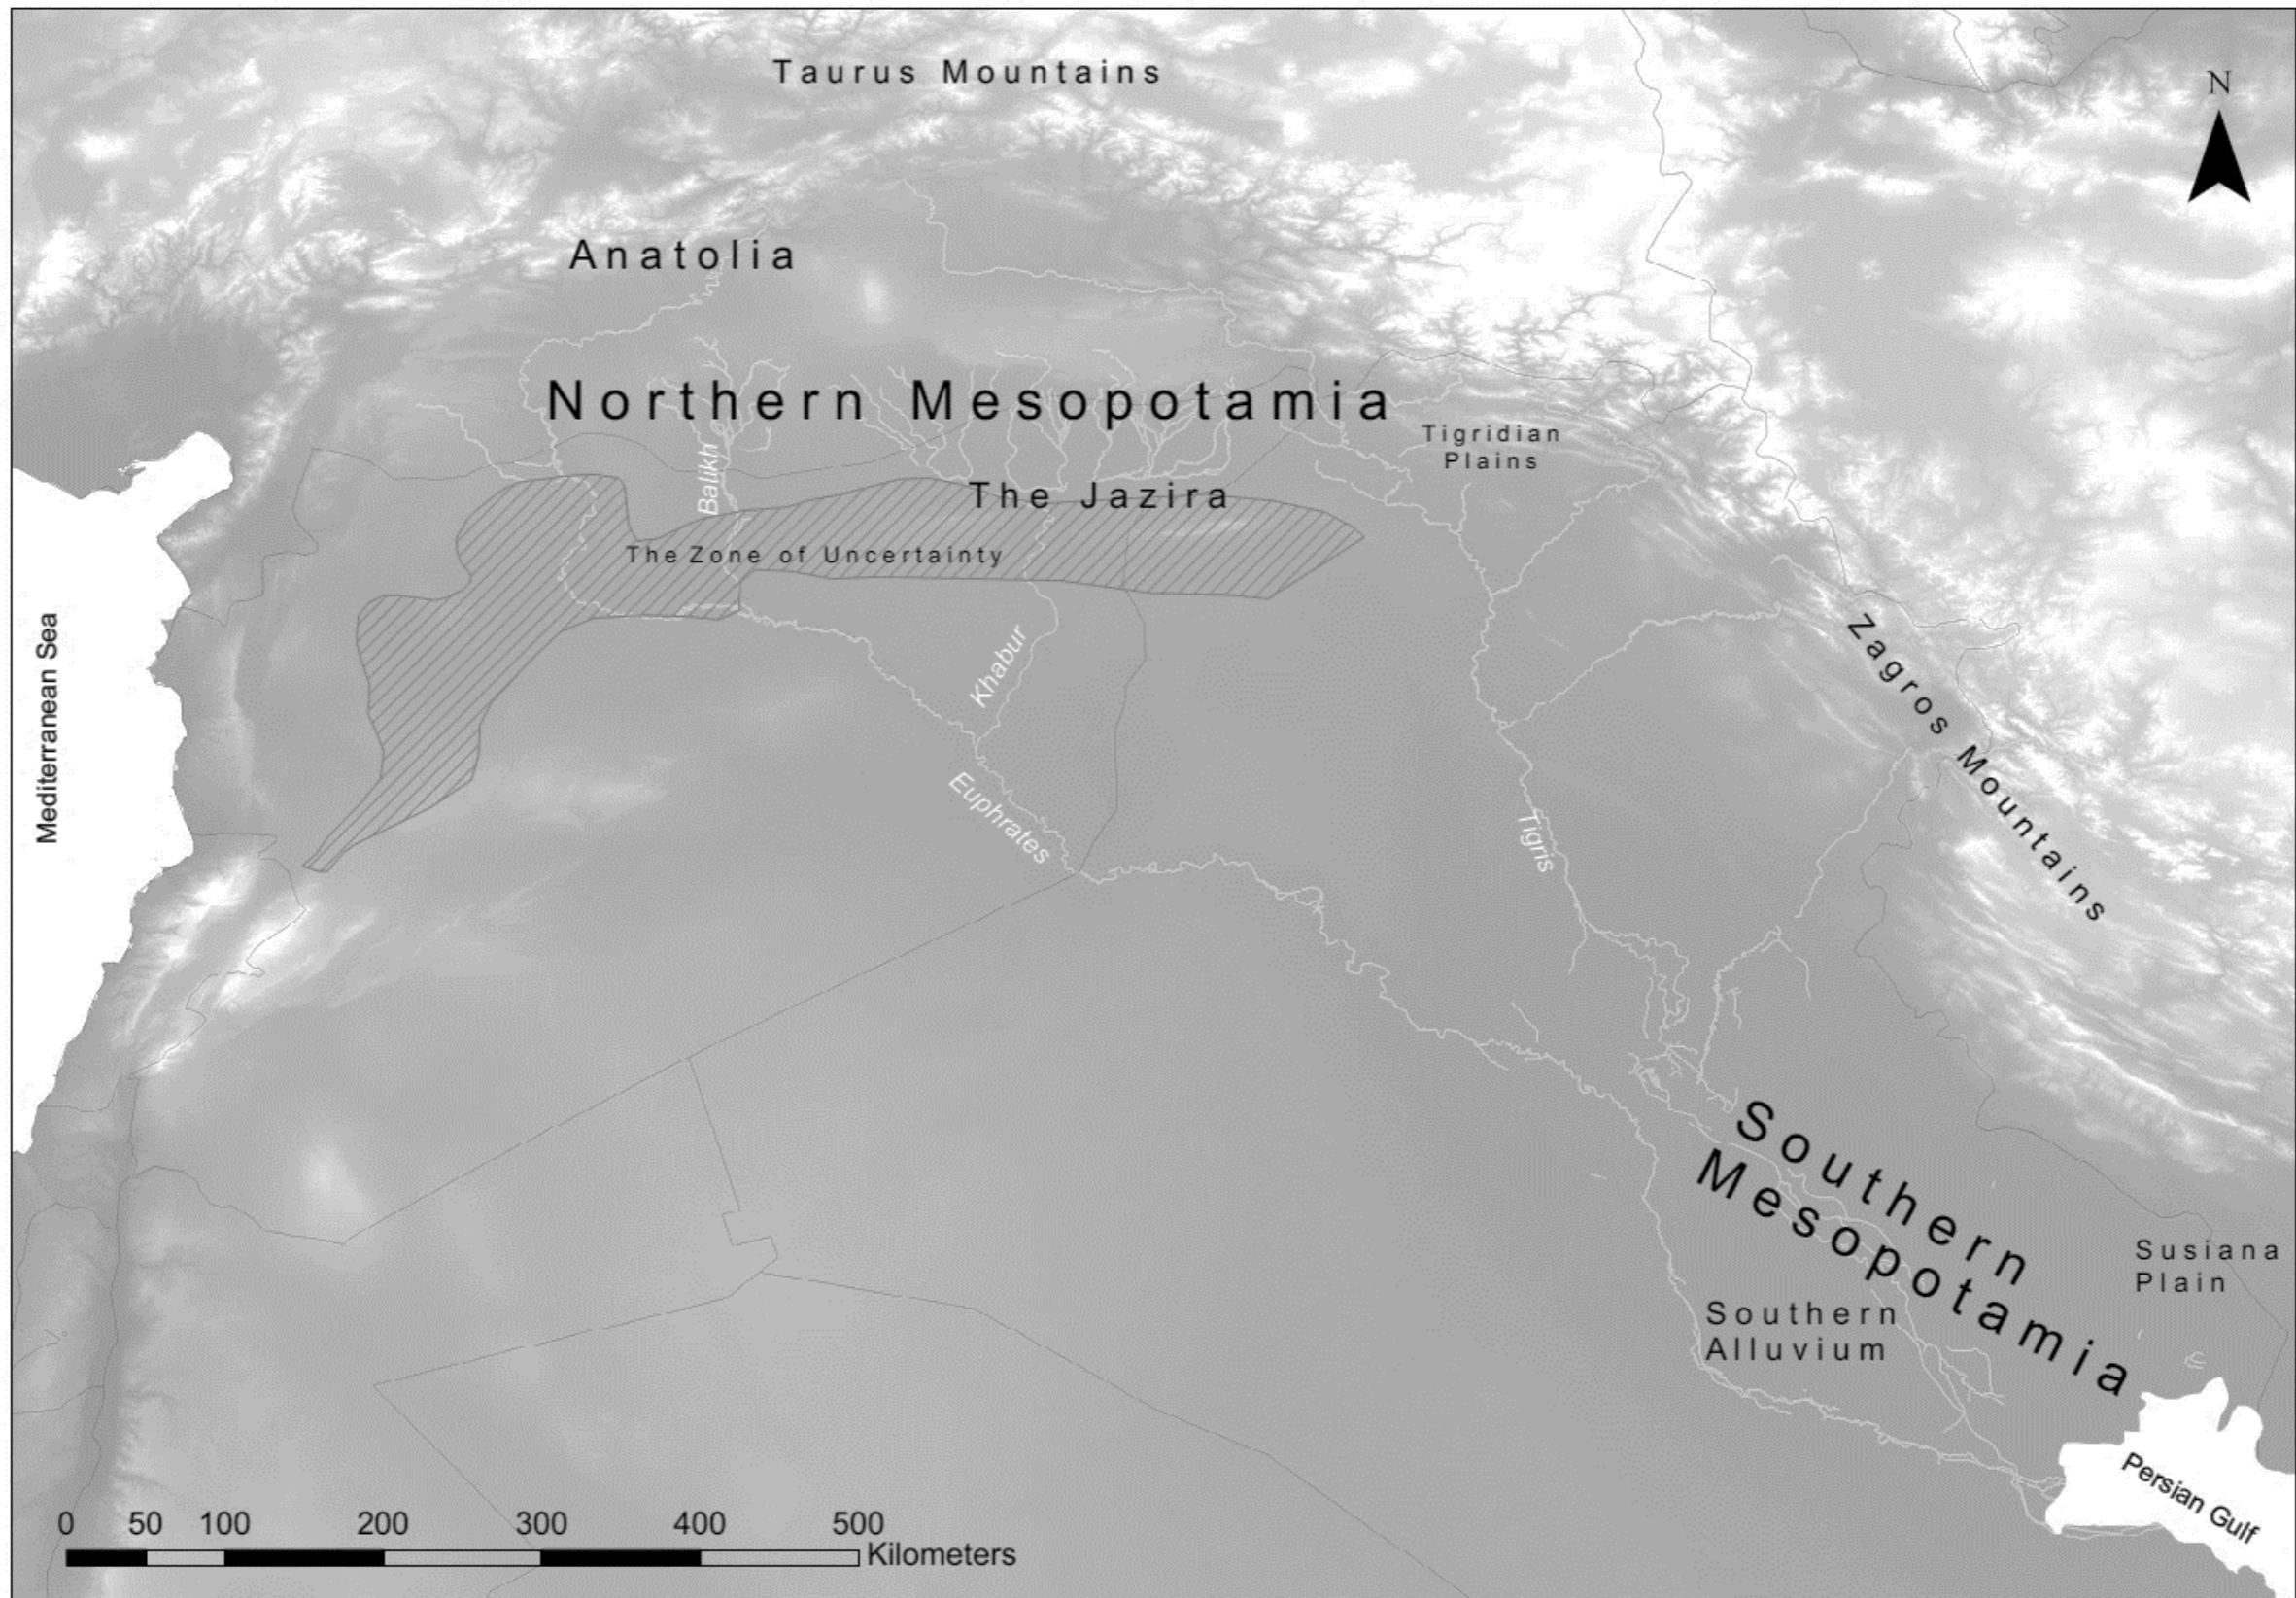 Taurus Mountains
N
Anatolia
Northern Mesopotamia
Tigridian
Plains
Balikh
The Jazira
The Zone of Uncertainty
Mediterranean Sea
Khabur
Zagros Mountains
Euphrates
Tigris
Southern
Mesopotamia
Susiana
Plain
Southern
Alluvium
Persian Gulf
0 50 100 200 300 400 500
Kilometers